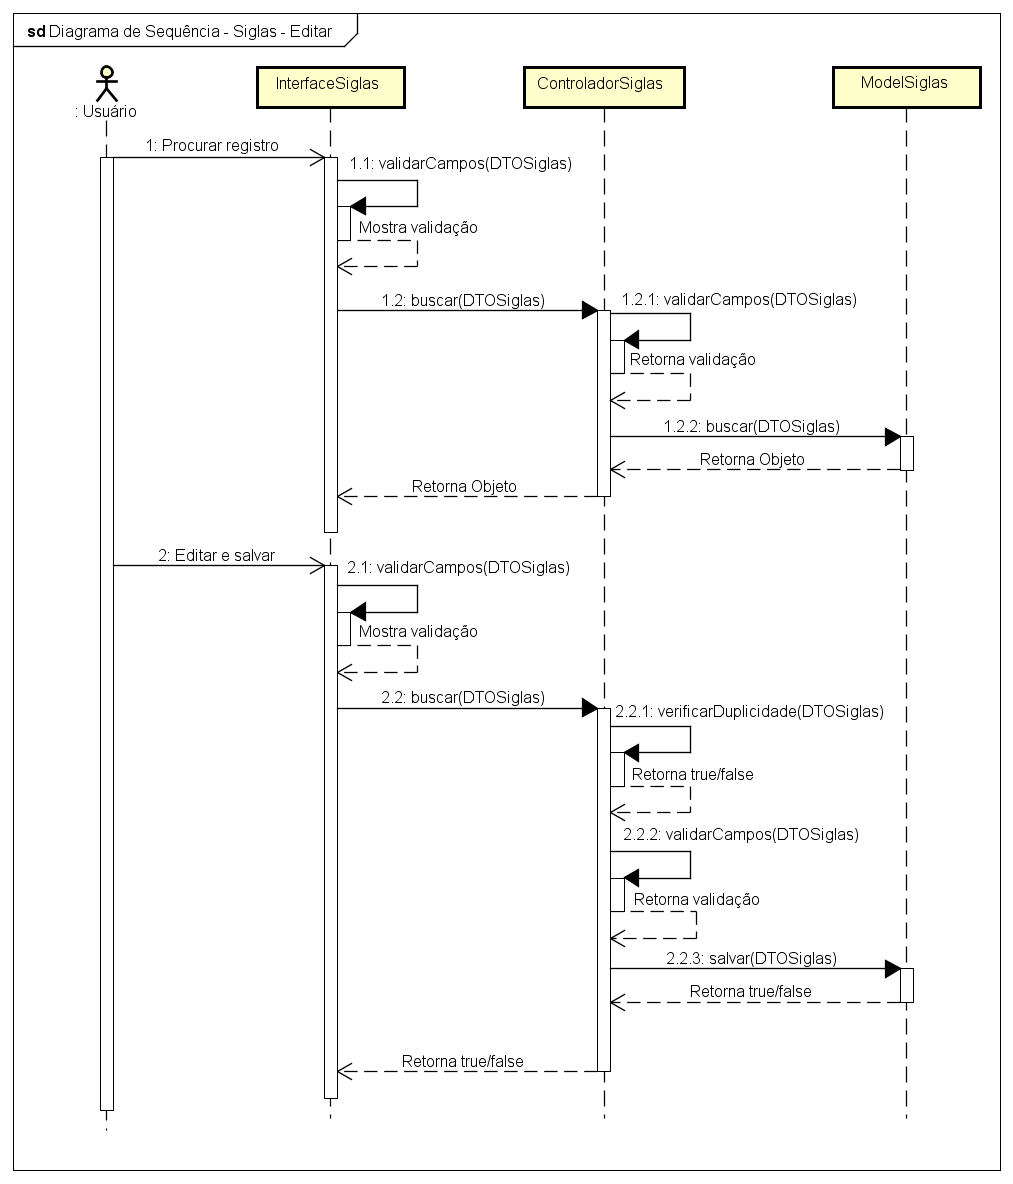 sd Diagrama de Sequência - Siglas - Editar
: Usuário
InterfaceSiglas
ControladorSiglas
ModelSiglas
1: Procurar registro
1.1: validarCampos(DTOSiglas)
Mostra validação
1.2: buscar(DTOSiglas)
1.2.1: validarCampos(DTOSiglas)
Retorna validação
1.2.2: buscar(DTOSiglas)
Retorna Objeto
Retorna Objeto
2: Editar e salvar
2.1: validarCampos(DTOSiglas)
Mostra validação
2.2: buscar(DTOSiglas)
2.2.1: verificarDuplicidade(DTOSiglas)
Retorna true/false
2.2.2: validarCampos(DTOSiglas)
Retorna validação
2.2.3: salvar(DTOSiglas)
Retorna true/false
Retorna true/false